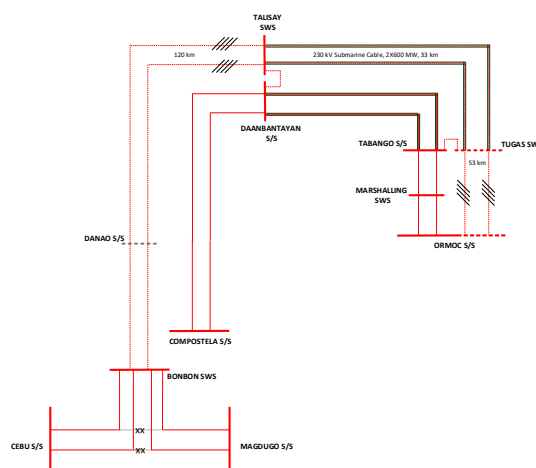 TALISAY
SWS
120 km
230 kV Submarine Cable, 2X600 MW, 33 km
DAANBANTAYAN
S/S
TABANGO S/S
TUGAS SW
53 km
MARSHALLING
SWS
DANAO S/S
ORMOC S/S
COMPOSTELA S/S
BONBON SWS
XX
CEBU S/S
XX
MAGDUGO S/S